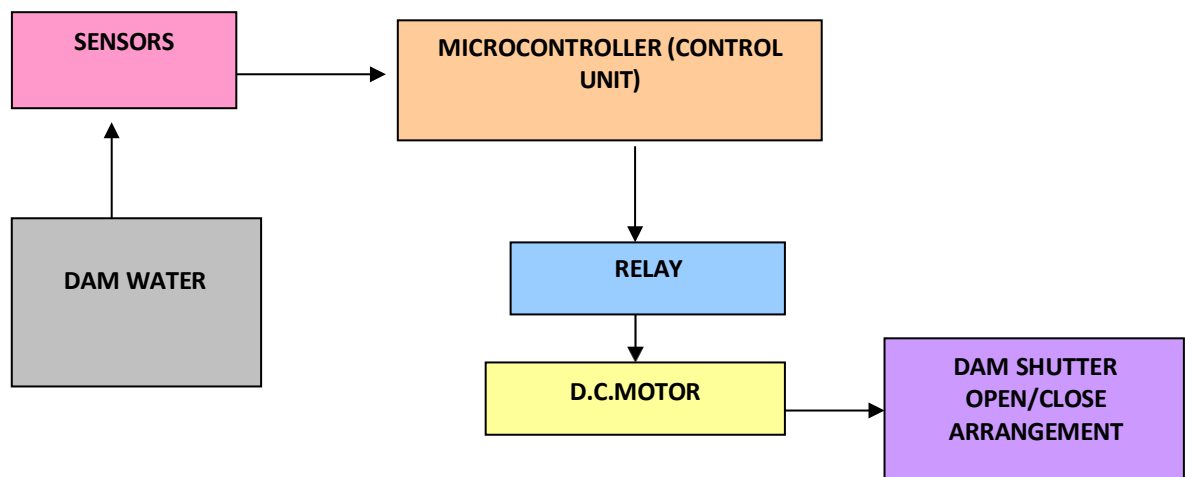 SENSORS
MICROCONTROLLER (CONTROL
UNIT)
DAM WATER
RELAY
D.C.MOTOR
DAM SHUTTER
OPEN/CLOSE
ARRANGEMENT